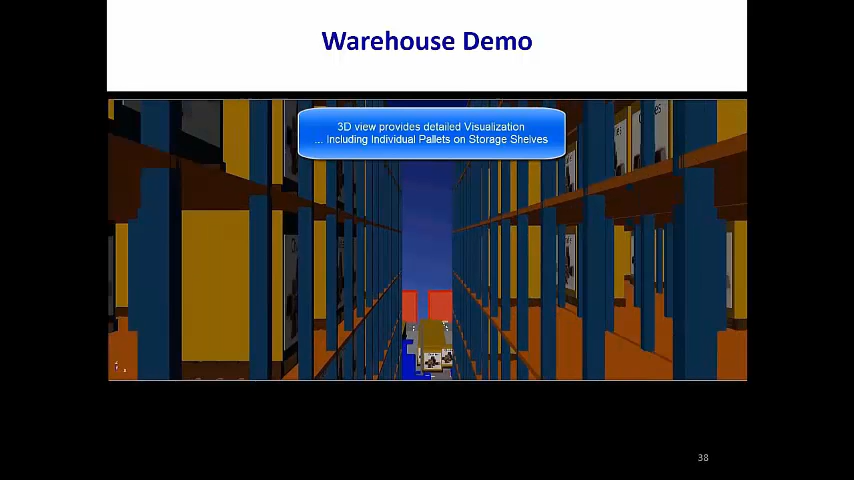 Warehouse Demo
3D view provides detailed Visualization
... Including Individual Pallets on Storage Shelves
38